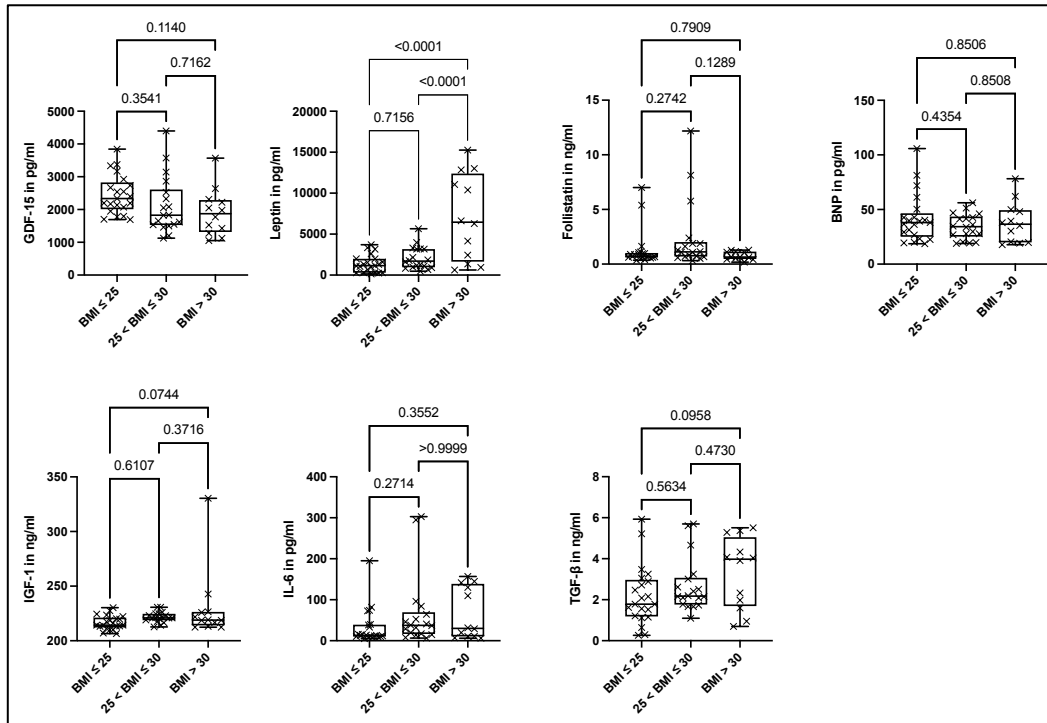 0.1140
0.7162
0.3541
GDF-15 in pg/ml
5000
4000
3000
2000
1000
0
BMI ≤ 25
25 < BMI ≤ 30
BMI > 30
<0.0001
<0.0001
0.7156
Leptin in pg/ml
20000
15000
10000
5000
0
BMI ≤ 25
25 < BMI ≤ 30
BMI > 30
0.7909
0.1289
0.2742
Follistatin in ng/ml
15
10
5
0
BMI ≤ 25
25 < BMI ≤ 30
BMI > 30
0.8506
0.8508
0.4354
BNP in pg/ml
150
100
50
0
BMI ≤ 25
25 < BMI ≤ 30
BMI > 30
0.0744
0.3716
0.6107
IGF-1 in ng/ml
350
300
250
200
BMI ≤ 25
25 < BMI ≤ 30
BMI > 30
0.3552
>0.9999
0.2714
IL-6 in pg/ml
400
300
200
100
0
BMI ≤ 25
25 < BMI ≤ 30
BMI > 30
0.0958
0.4730
0.5634
TGF-β in ng/ml
8
6
4
2
0
BMI ≤ 25
25 < BMI ≤ 30
BMI > 30